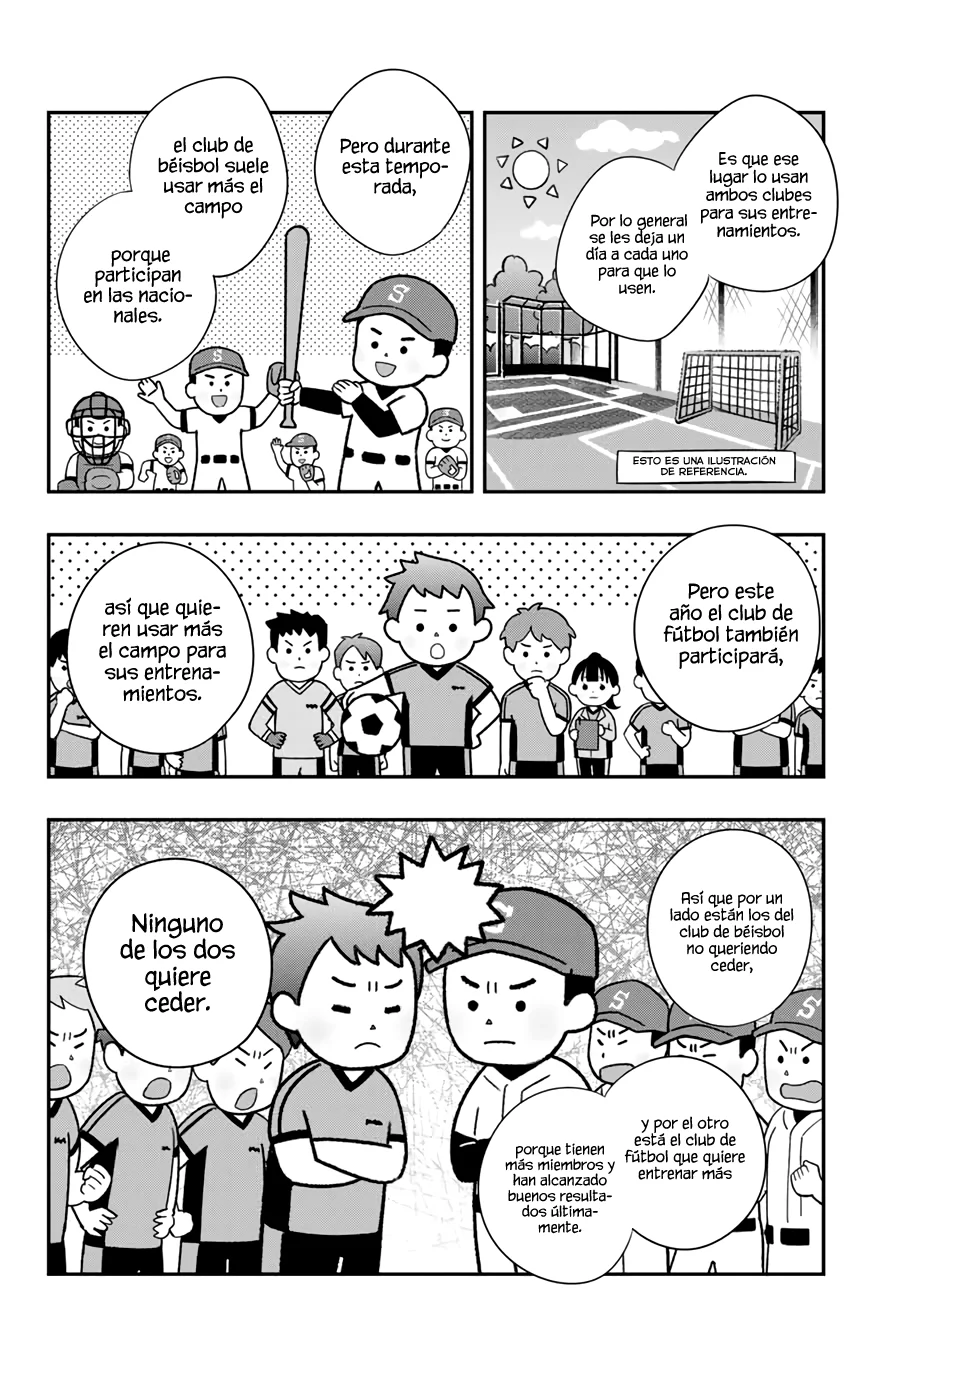 Es que ese
lugar lo usan
ambos clubes
para sus entre-
namientos.
Por lo general
se les deja un
día a cada uno
para que lo
usen.
ESTO ES UNA ILUSTRACIÓN
DE REFERENCIA.
Pero durante
esta tempo-
rada,
el club de
béisbol suele
usar más el
campo
porque
participan
en las nacio-
nales.
S
S
Pero este
año el club de
fútbol también
participará,
así que quie-
ren usar más
el campo para
sus entrena-
mientos.
Así que por un
lado están los del
club de béisbol
no queriendo
ceder,
y por el otro
está el club de
fútbol que quiere
entrenar más
porque tienen
más miembros y
han alcanzado
buenos resulta-
dos última-
mente.
Ninguno
de los dos
quiere
ceder.
S
S
S
S